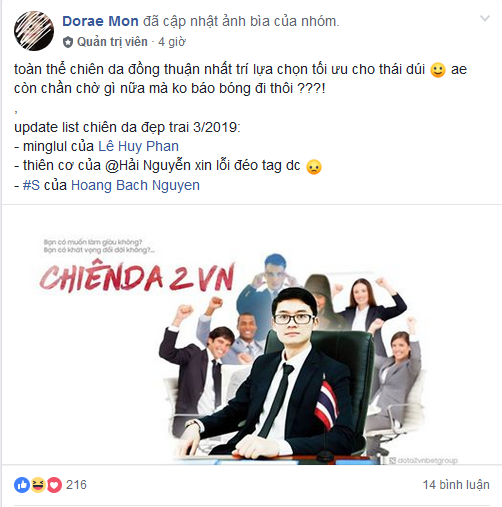 Dorae Mon đã cập nhật ảnh bìa của nhóm.
Quản trị viên · 4 giờ
toàn thể chiên da đồng thuận nhất trí lựa chọn tối ưu cho thái dúi 🙂 ae
còn chần chờ gì nữa mà ko báo bóng đi thôi ???!
,
update list chiên da đẹp trai 3/2019:
- minglul của Lê Huy Phan
- thiên cơ của @Hải Nguyễn xin lỗi đéo tag dc 😠
- #S của Hoang Bach Nguyen
Bạn có muốn làm giàu không?
Bạn có khát vọng đổi đời không?...
CHIÊNDA 2 VN
dota2vnbetgroup
216
14 bình luận